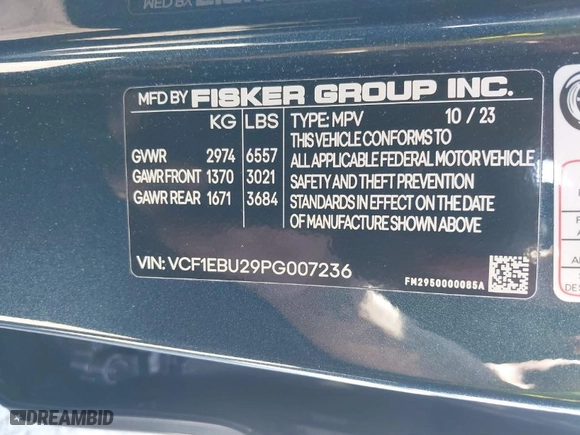 MFD BY FISKER GROUP INC.
KG LBS TYPE: MPV 10 / 23
THIS VEHICLE CONFORMS TO
GVWR 2974 6557 ALL APPLICABLE FEDERAL MOTOR VEHICLE
GAWR FRONT 1370 3021 SAFETY AND THEFT PREVENTION
GAWR REAR 1671 3684 STANDARDS IN EFFECT ON THE DATE
OF MANUFACTURE SHOWN ABOVE
VIN: VCF1EBU29PG007236
FM2950000085A
DREAMBID